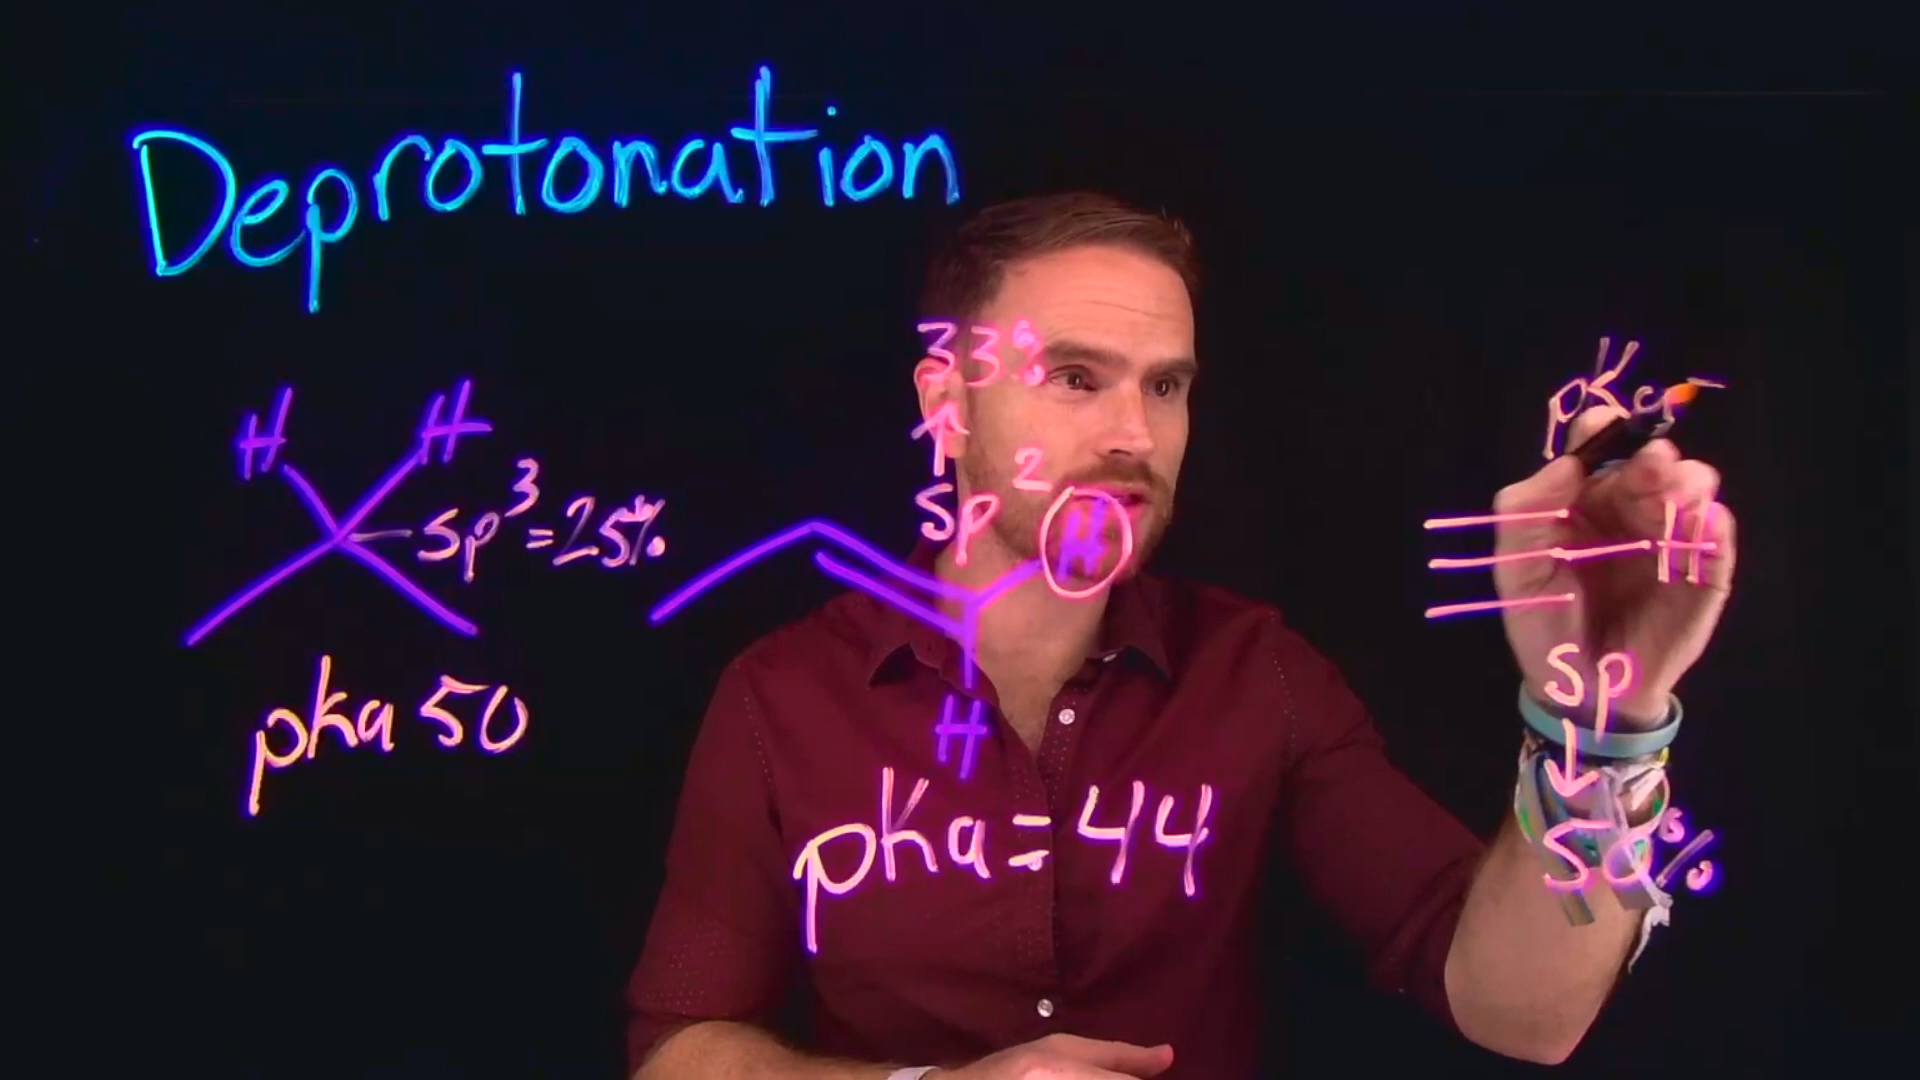 Deprotonation
H H
sp³=25%
pka 50
33%
sp²
H
H
pKa=44
pKa
H
sp
50%